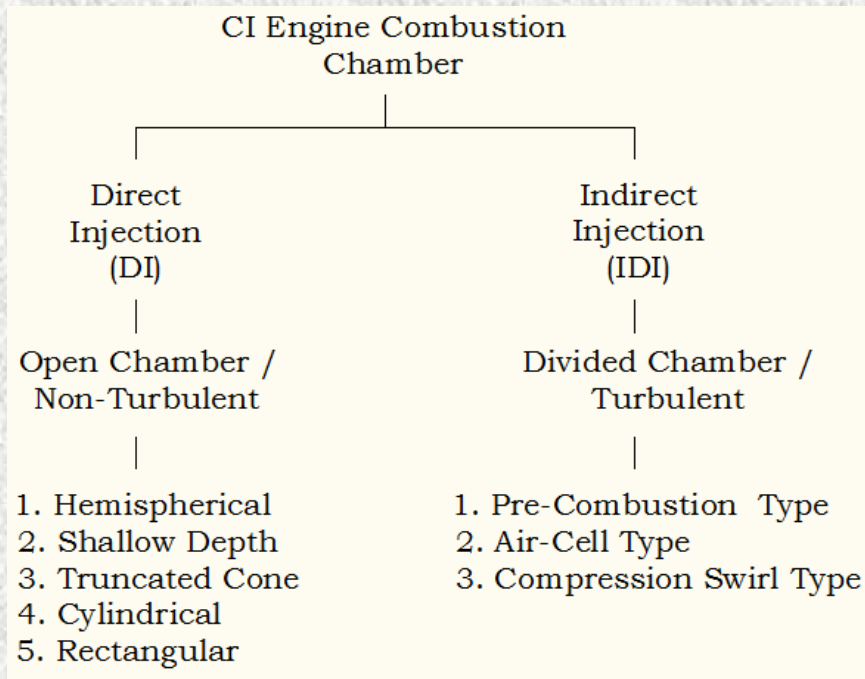 CI Engine Combustion
Chamber
Direct
Injection
(DI)
Open Chamber /
Non-Turbulent
1. Hemispherical
2. Shallow Depth
3. Truncated Cone
4. Cylindrical
5. Rectangular
Indirect
Injection
(IDI)
Divided Chamber /
Turbulent
1. Pre-Combustion Type
2. Air-Cell Type
3. Compression Swirl Type